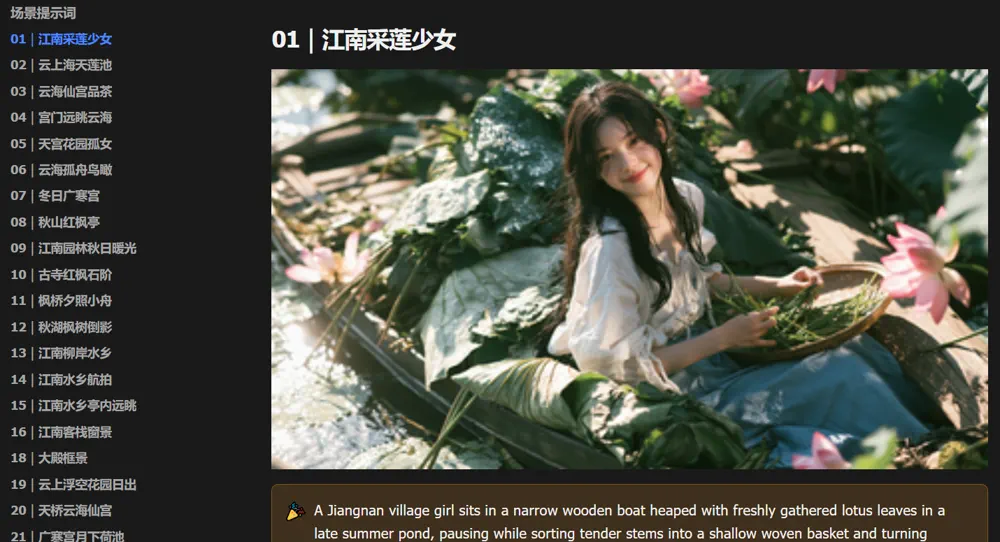 场景提示词
01 | 江南采莲少女
02 | 云上海天莲池
03 | 云海仙宫品茶
04 | 宫门远眺云海
05 | 天宫花园孤女
06 | 云海孤舟鸟瞰
07 | 冬日广寒宫
08 | 秋山红枫亭
09 | 江南园林秋日暖光
10 | 古寺红枫石阶
11 | 枫桥夕照小舟
12 | 秋湖枫树倒影
13 | 江南柳岸水乡
14 | 江南水乡航拍
15 | 江南水乡亭内远眺
16 | 江南客栈窗景
18 | 大殿框景
19 | 云上浮空花园日出
20 | 天桥云海仙宫
21 | 广寒宫月下荷池
01 | 江南采莲少女
A Jiangnan village girl sits in a narrow wooden boat heaped with freshly gathered lotus leaves in a
late summer pond, pausing while sorting tender stems into a shallow woven basket and turning